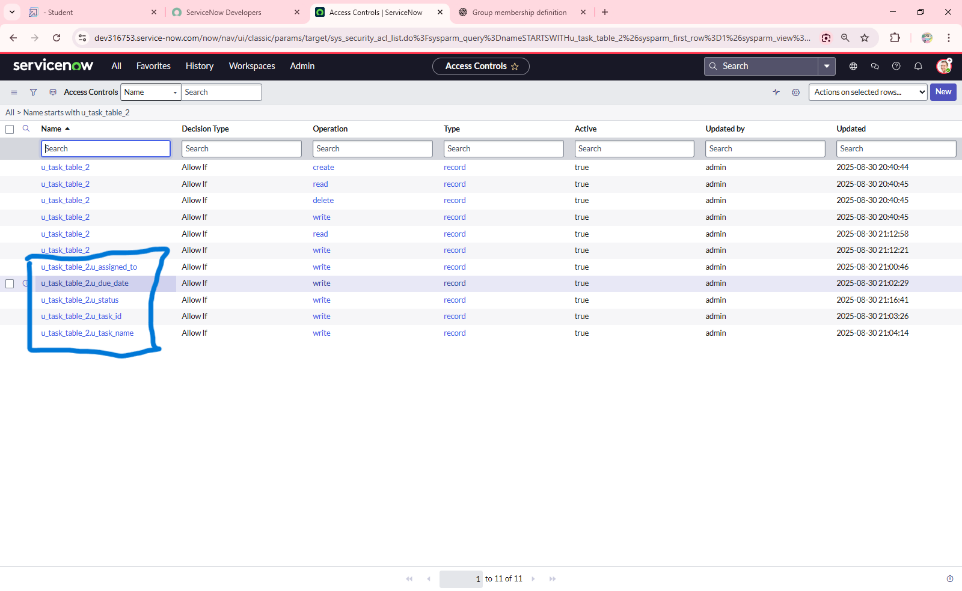 - Student
ServiceNow Developers
Access Controls | ServiceNow
Group membership definition
dev316753.service-now.com/now/nav/ui/classic/params/target/sys_security_acl_list.do%3Fsysparm_query%3DnameSTARTSWITHu_task_table_2%26sysparm_first_row%3D1%26sysparm_view%3...
servicenow All Favorites History Workspaces Admin Access Controls Search
Access Controls Name Search Actions on selected rows... New
All > Name starts with u_task_table_2
Name Decision Type Operation Type Active Updated by Updated
Search Search Search Search Search Search Search
u_task_table_2 Allow If create record true admin 2025-08-30 20:40:44
u_task_table_2 Allow If read record true admin 2025-08-30 20:40:45
u_task_table_2 Allow If delete record true admin 2025-08-30 20:40:45
u_task_table_2 Allow If write record true admin 2025-08-30 20:40:45
u_task_table_2 Allow If read record true admin 2025-08-30 21:12:58
u_task_table_2 Allow If write record true admin 2025-08-30 21:12:21
u_task_table_2.u_assigned_to Allow If write record true admin 2025-08-30 21:00:46
u_task_table_2.u_due_date Allow If write record true admin 2025-08-30 21:02:29
u_task_table_2.u_status Allow If write record true admin 2025-08-30 21:16:41
u_task_table_2.u_task_id Allow If write record true admin 2025-08-30 21:03:26
u_task_table_2.u_task_name Allow If write record true admin 2025-08-30 21:04:14
1 to 11 of 11